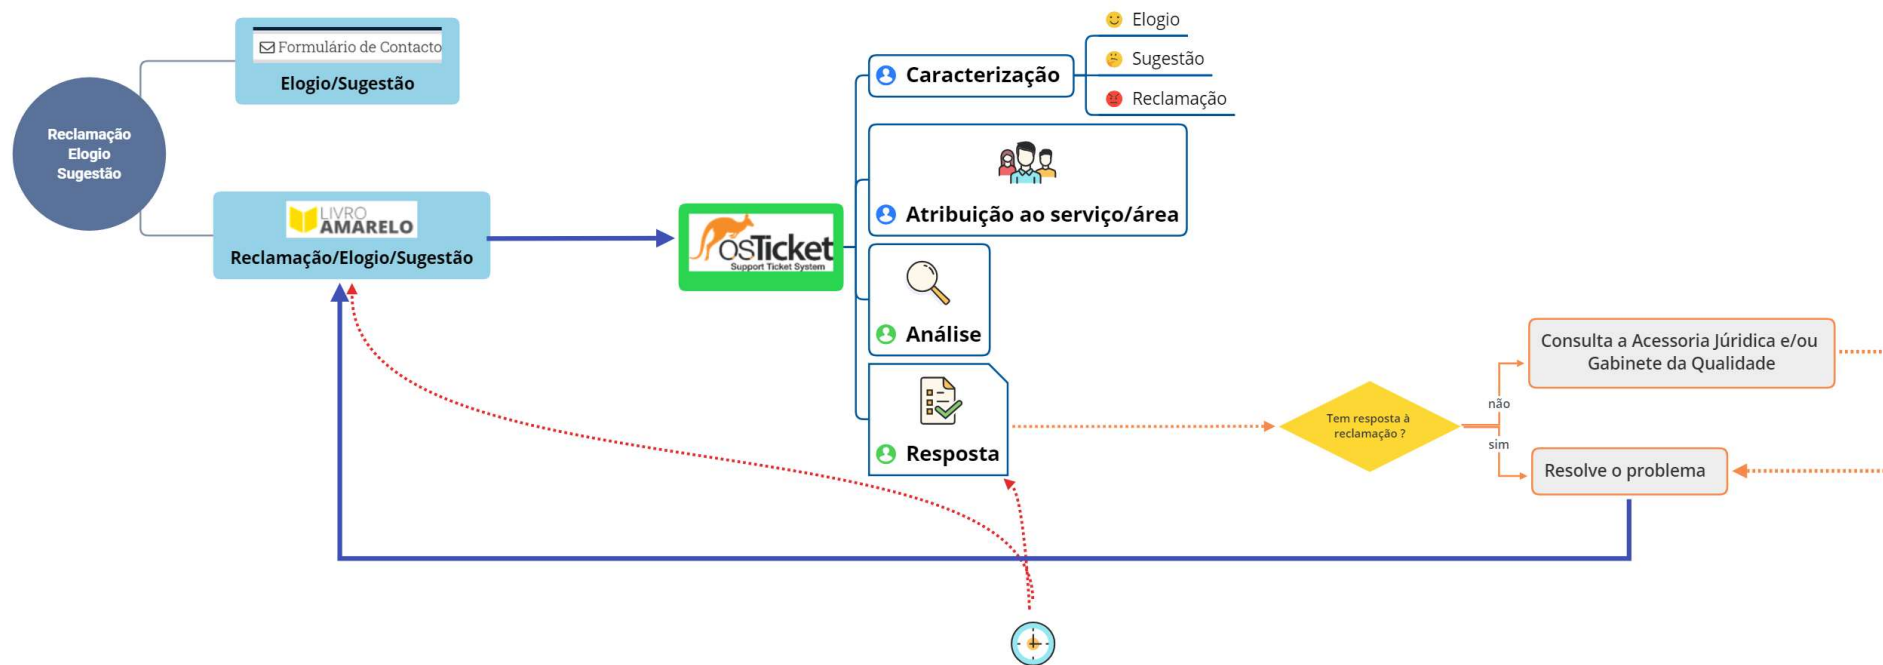 Reclamação
Elogio
Sugestão
Formulário de Contacto
Elogio/Sugestão
LIVRO
AMARELO
Reclamação/Elogio/Sugestão
osTicket
Support Ticket System
Caracterização
Elogio
Sugestão
Reclamação
Atribuição ao serviço/área
Análise
Resposta
Tem resposta à
reclamação ?
não
sim
Consulta a Acessoria Júridica e/ou
Gabinete da Qualidade
Resolve o problema